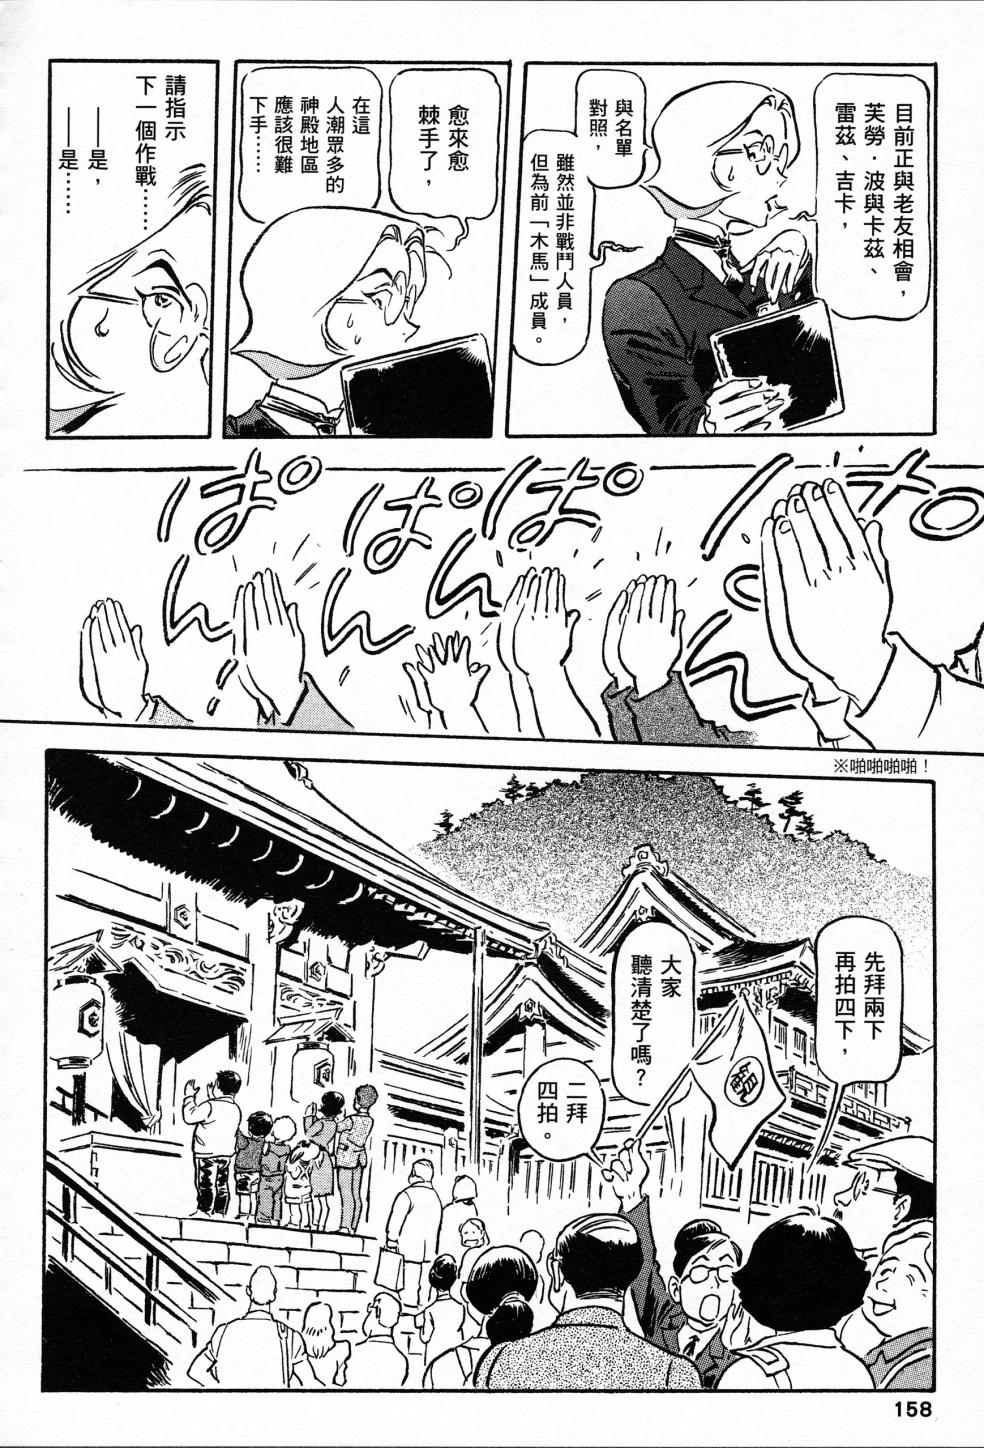 目前正與老友相會，
芙勞·波與卡茲、
雷茲、吉卡，
與名單
對照，
雖然並非戰鬥人員，
但為前「木馬」成員。
愈來愈
棘手了，
在這
人潮眾多的
神殿地區
應該很難
下手……
請指示
下一個作戰……
——是，
——是……
ぱん
ぱん
ぱん
ぱん
※啪啪啪啪！
先拜兩下
再拍四下，
大家
聽清楚了嗎？
二拜
四拍。
158